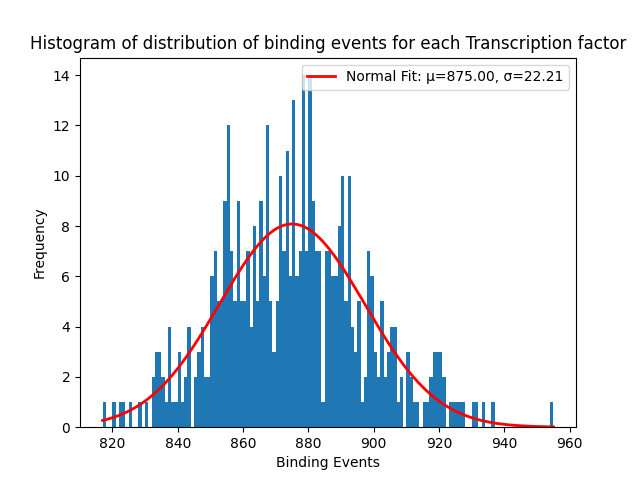 Histogram of distribution of binding events for each Transcription factor
Normal Fit: μ=875.00, σ=22.21
14
12
10
8
6
4
2
0
Frequency
820 840 860 880 900 920 940 960
Binding Events